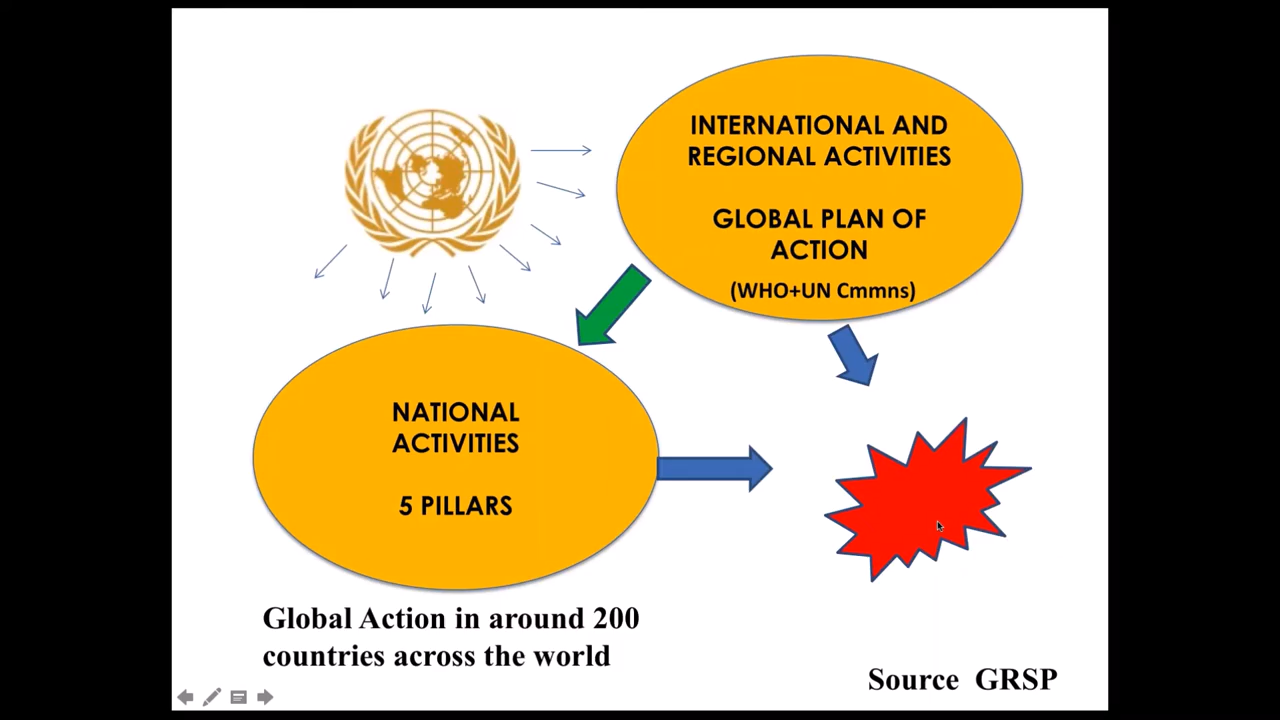 INTERNATIONAL AND
REGIONAL ACTIVITIES
GLOBAL PLAN OF
ACTION
(WHO+UN Cmmns)
NATIONAL
ACTIVITIES
5 PILLARS
Global Action in around 200
countries across the world
Source GRSP